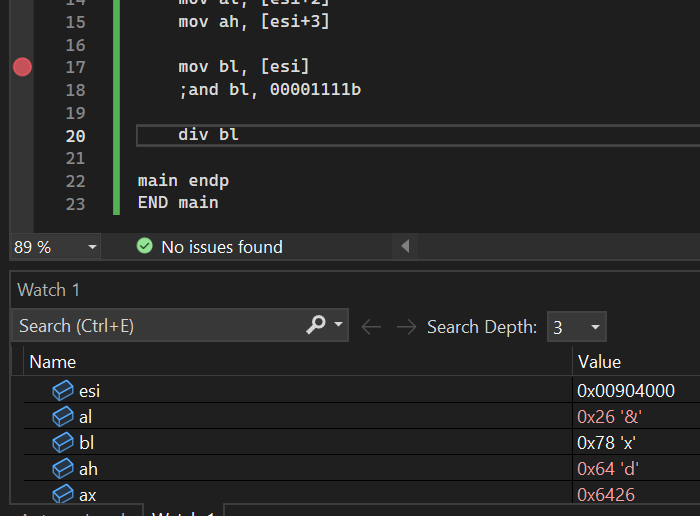 14 mov al, [esi+2]
15 mov ah, [esi+3]
16
17 mov bl, [esi]
18 ;and bl, 00001111b
19
20 div bl
21
22 main endp
23 END main
89 % No issues found
Watch 1
Search (Ctrl+E) Search Depth: 3
Name Value
esi 0x00904000
al 0x26 '&'
bl 0x78 'x'
ah 0x64 'd'
ax 0x6426
Watch 1